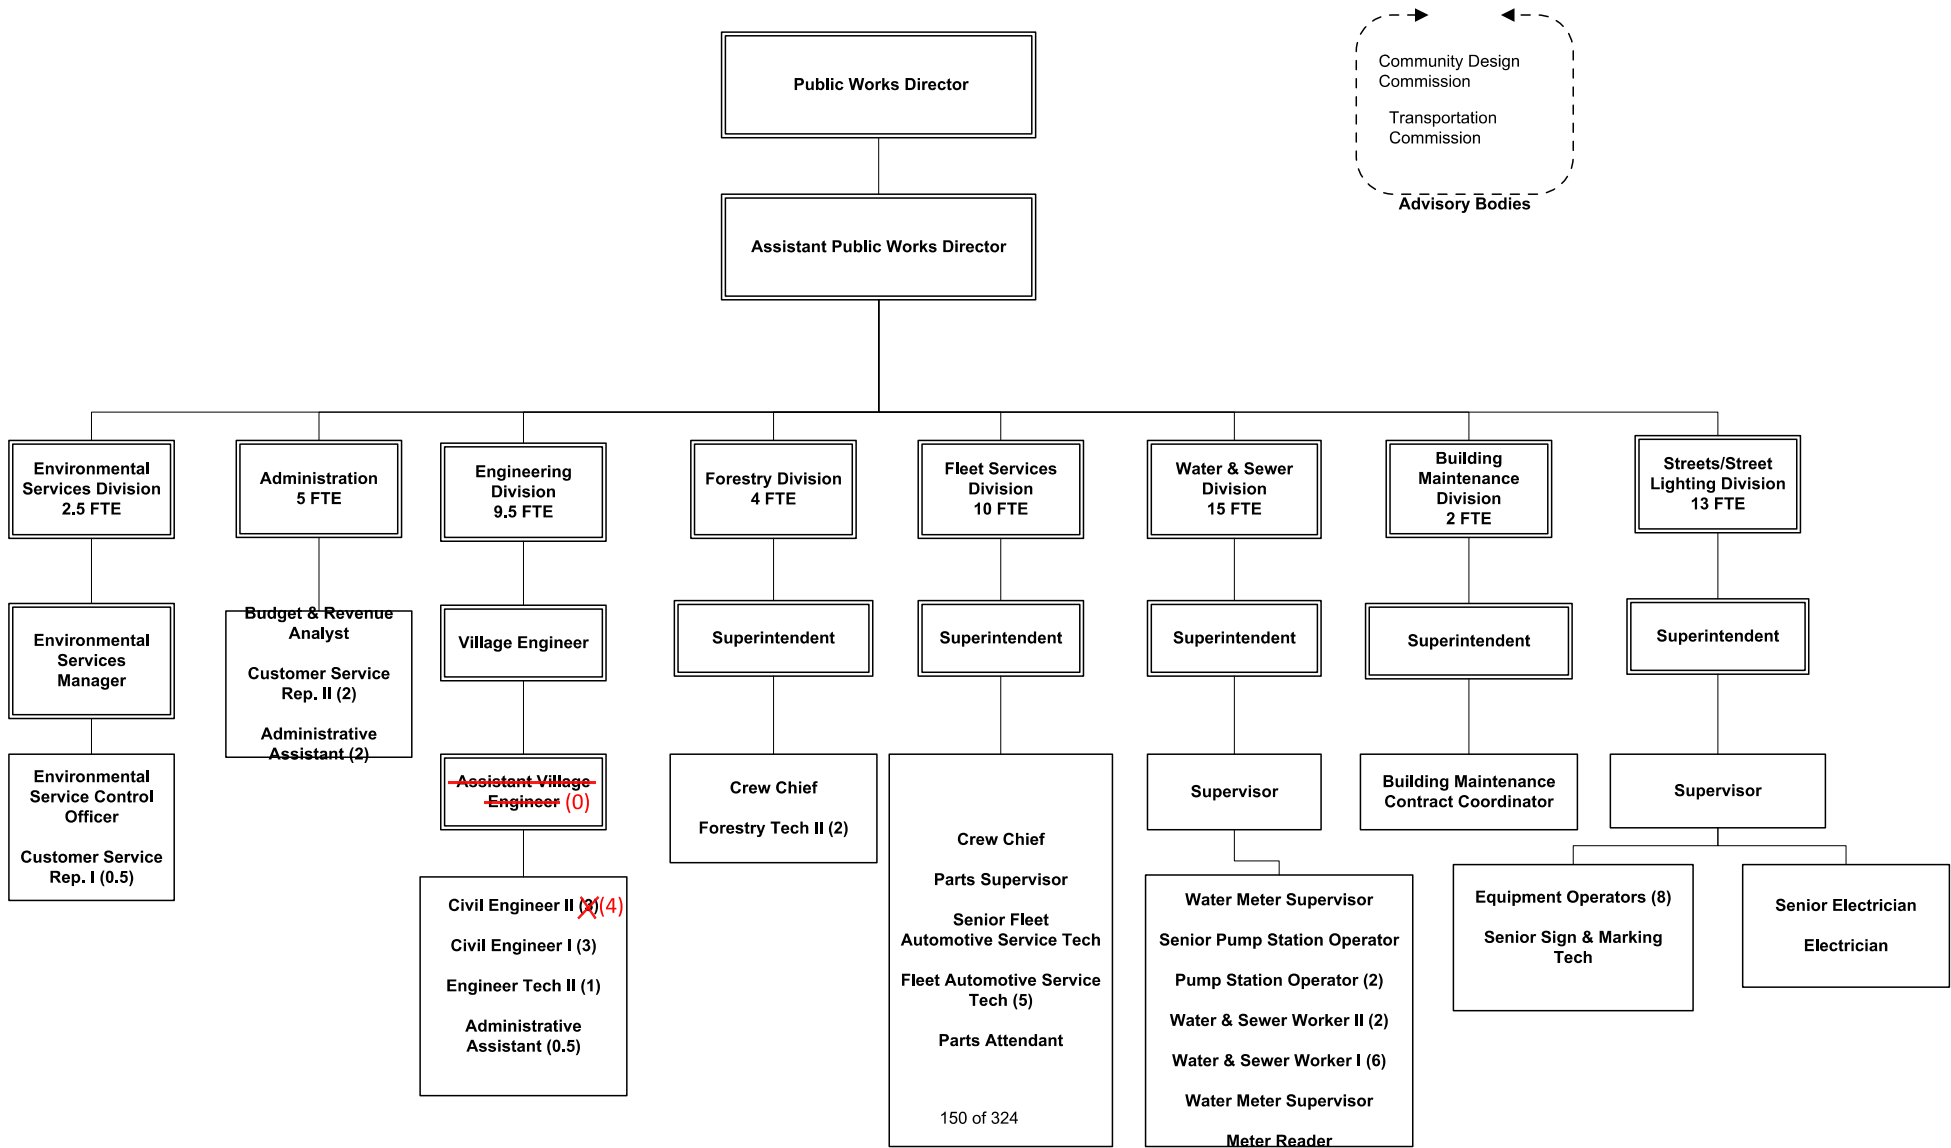 Public Works Director
Community Design
Commission
Transportation
Commission
Advisory Bodies
Assistant Public Works Director
Environmental
Services Division
2.5 FTE
Administration
5 FTE
Engineering
Division
9.5 FTE
Forestry Division
4 FTE
Fleet Services
Division
10 FTE
Water & Sewer
Division
15 FTE
Building
Maintenance
Division
2 FTE
Streets/Street
Lighting Division
13 FTE
Environmental
Services
Manager
Budget & Revenue
Analyst
Customer Service
Rep. II (2)
Administrative
Assistant (2)
Village Engineer
Superintendent
Superintendent
Superintendent
Superintendent
Superintendent
Environmental
Service Control
Officer
Customer Service
Rep. I (0.5)
Assistant Village
Engineer (0)
Civil Engineer II (3) (4)
Civil Engineer I (3)
Engineer Tech II (1)
Administrative
Assistant (0.5)
Crew Chief
Forestry Tech II (2)
Crew Chief
Parts Supervisor
Senior Fleet
Automotive Service Tech
Fleet Automotive Service
Tech (5)
Parts Attendant
Supervisor
Water Meter Supervisor
Senior Pump Station Operator
Pump Station Operator (2)
Water & Sewer Worker II (2)
Water & Sewer Worker I (6)
Water Meter Supervisor
Meter Reader
Building Maintenance
Contract Coordinator
Supervisor
Equipment Operators (8)
Senior Sign & Marking
Tech
Senior Electrician
Electrician
150 of 324